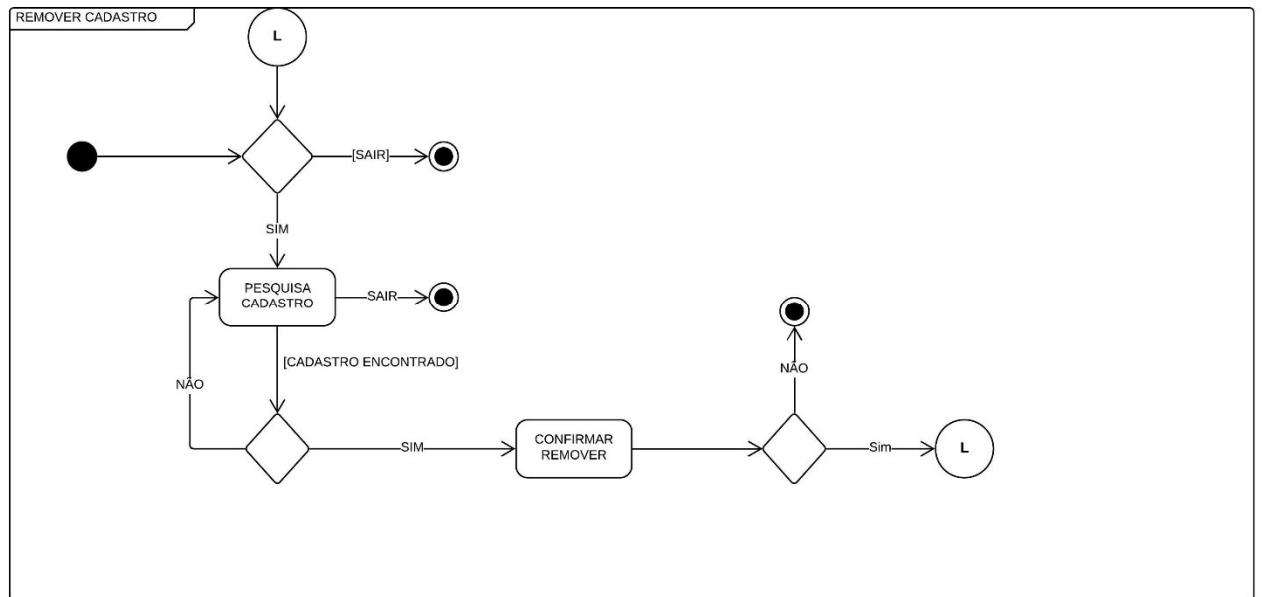 REMOVER CADASTRO
L
[SAIR]
SIM
PESQUISA
CADASTRO
SAIR
[CADASTRO ENCONTRADO]
NÃO
NÃO
SIM
CONFIRMAR
REMOVER
Sim
L